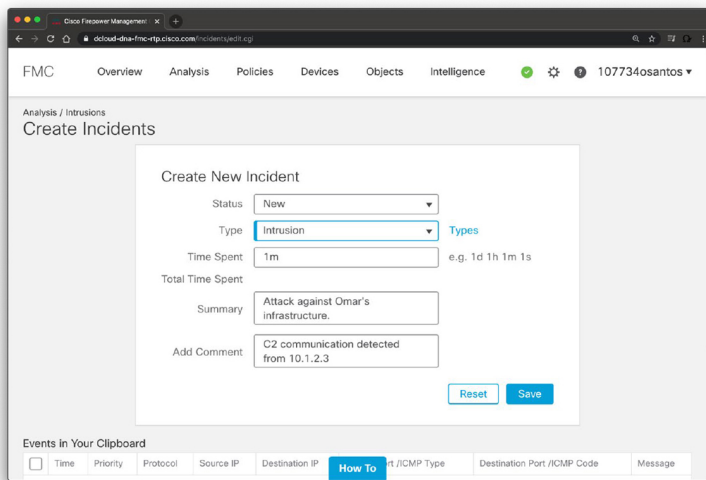 Cisco Firepower Management
dcloud-dna-fmc-rtp.cisco.com/incidents/edit.cgi
FMC Overview Analysis Policies Devices Objects Intelligence 107734osantos
Analysis / Intrusions
Create Incidents
Create New Incident
Status New
Type Intrusion Types
Time Spent 1m e.g. 1d 1h 1m 1s
Total Time Spent
Summary Attack against Omar's
infrastructure.
Add Comment C2 communication detected
from 10.1.2.3
Reset Save
Events in Your Clipboard
Time Priority Protocol Source IP Destination IP How To rt /ICMP Type Destination Port /ICMP Code Message